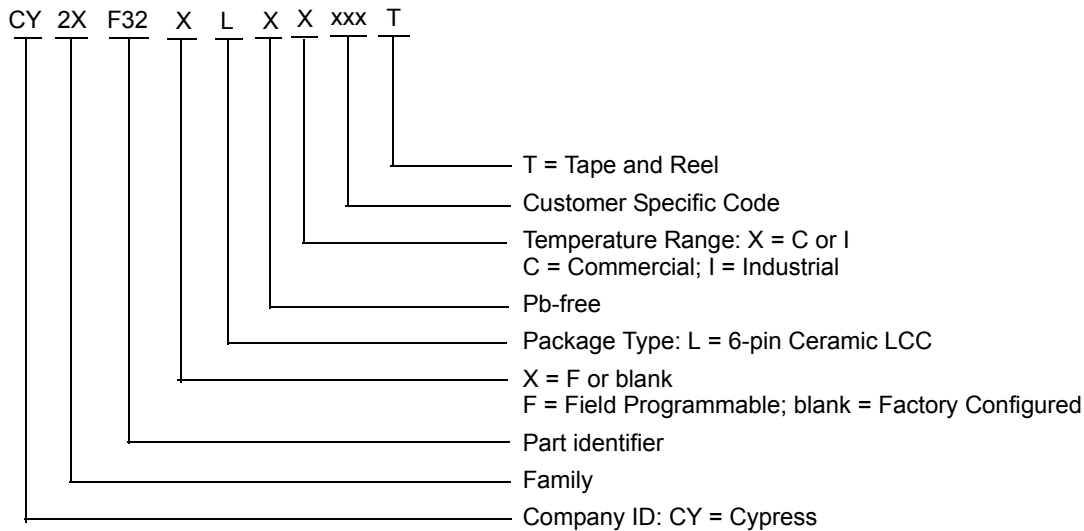 CY 2X F32 X L X X xxx T
T = Tape and Reel
Customer Specific Code
Temperature Range: X = C or I
C = Commercial; I = Industrial
Pb-free
Package Type: L = 6-pin Ceramic LCC
X = F or blank
F = Field Programmable; blank = Factory Configured
Part identifier
Family
Company ID: CY = Cypress